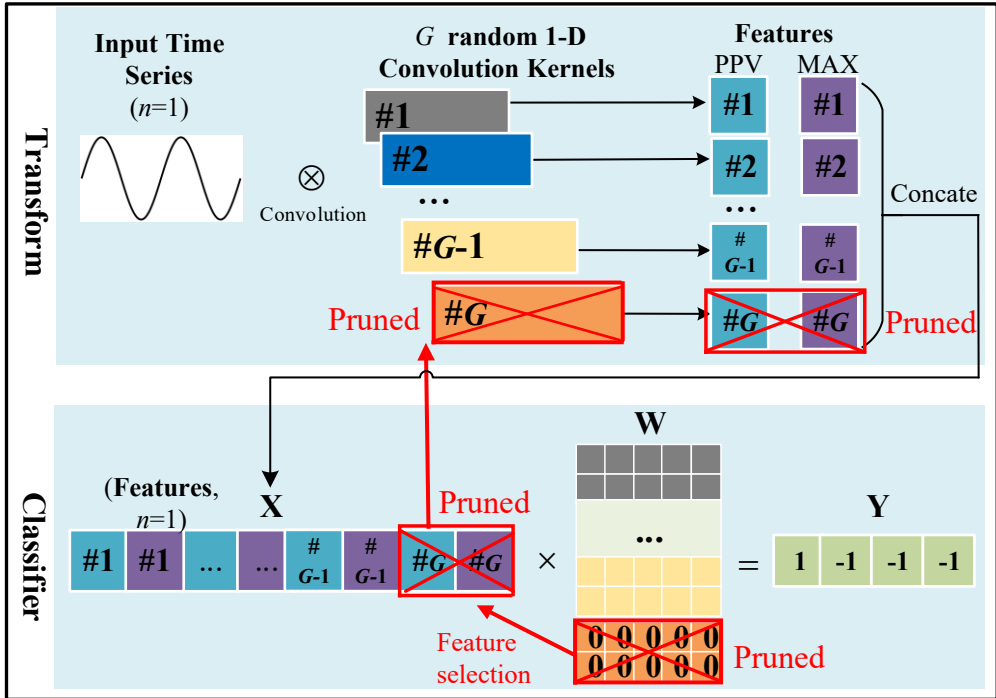 Transform
Input Time
Series
(n=1)
G random 1-D
Convolution Kernels
Features
PPV MAX
#1
#2
...
#G-1
#G
Pruned
⊗
Convolution
#1 #1
#2 #2
...
# #
G-1 G-1
#G #G
Pruned
Concate
Classifier
(Features,
n=1)
X
Pruned
#1 #1 ... ... # G-1 # G-1 #G #G
×
W
...
0 0 0 0 0
0 0 0 0 0
Pruned
Feature
selection
=
Y
1 -1 -1 -1